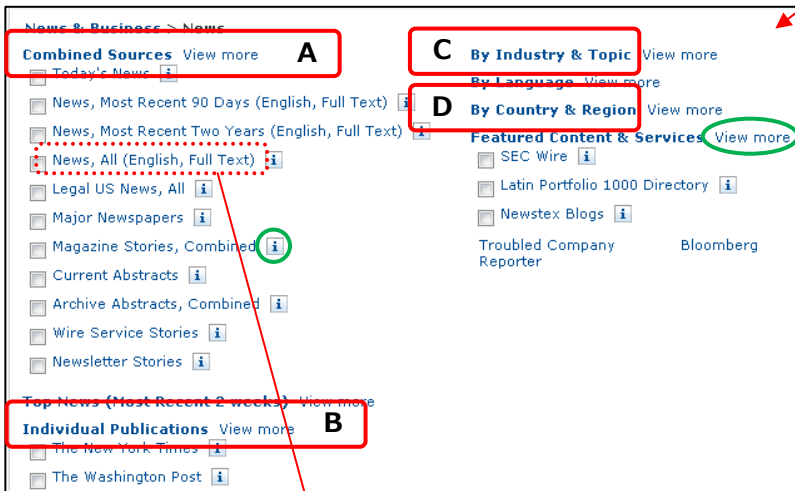 News & Business > News
Combined Sources View more A
Today's News i
News, Most Recent 90 Days (English, Full Text) i
News, Most Recent Two Years (English, Full Text) i
News, All (English, Full Text) i
Legal US News, All i
Major Newspapers i
Magazine Stories, Combined i
Current Abstracts i
Archive Abstracts, Combined i
Wire Service Stories i
Newsletter Stories i
Top News (Most Recent 2 weeks) View more
Individual Publications View more B
The New York Times i
The Washington Post i
C By Industry & Topic View more
By Language View more
D By Country & Region View more
Featured Content & Services View more
SEC Wire i
Latin Portfolio 1000 Directory i
Newstex Blogs i
Troubled Company Bloomberg
Reporter